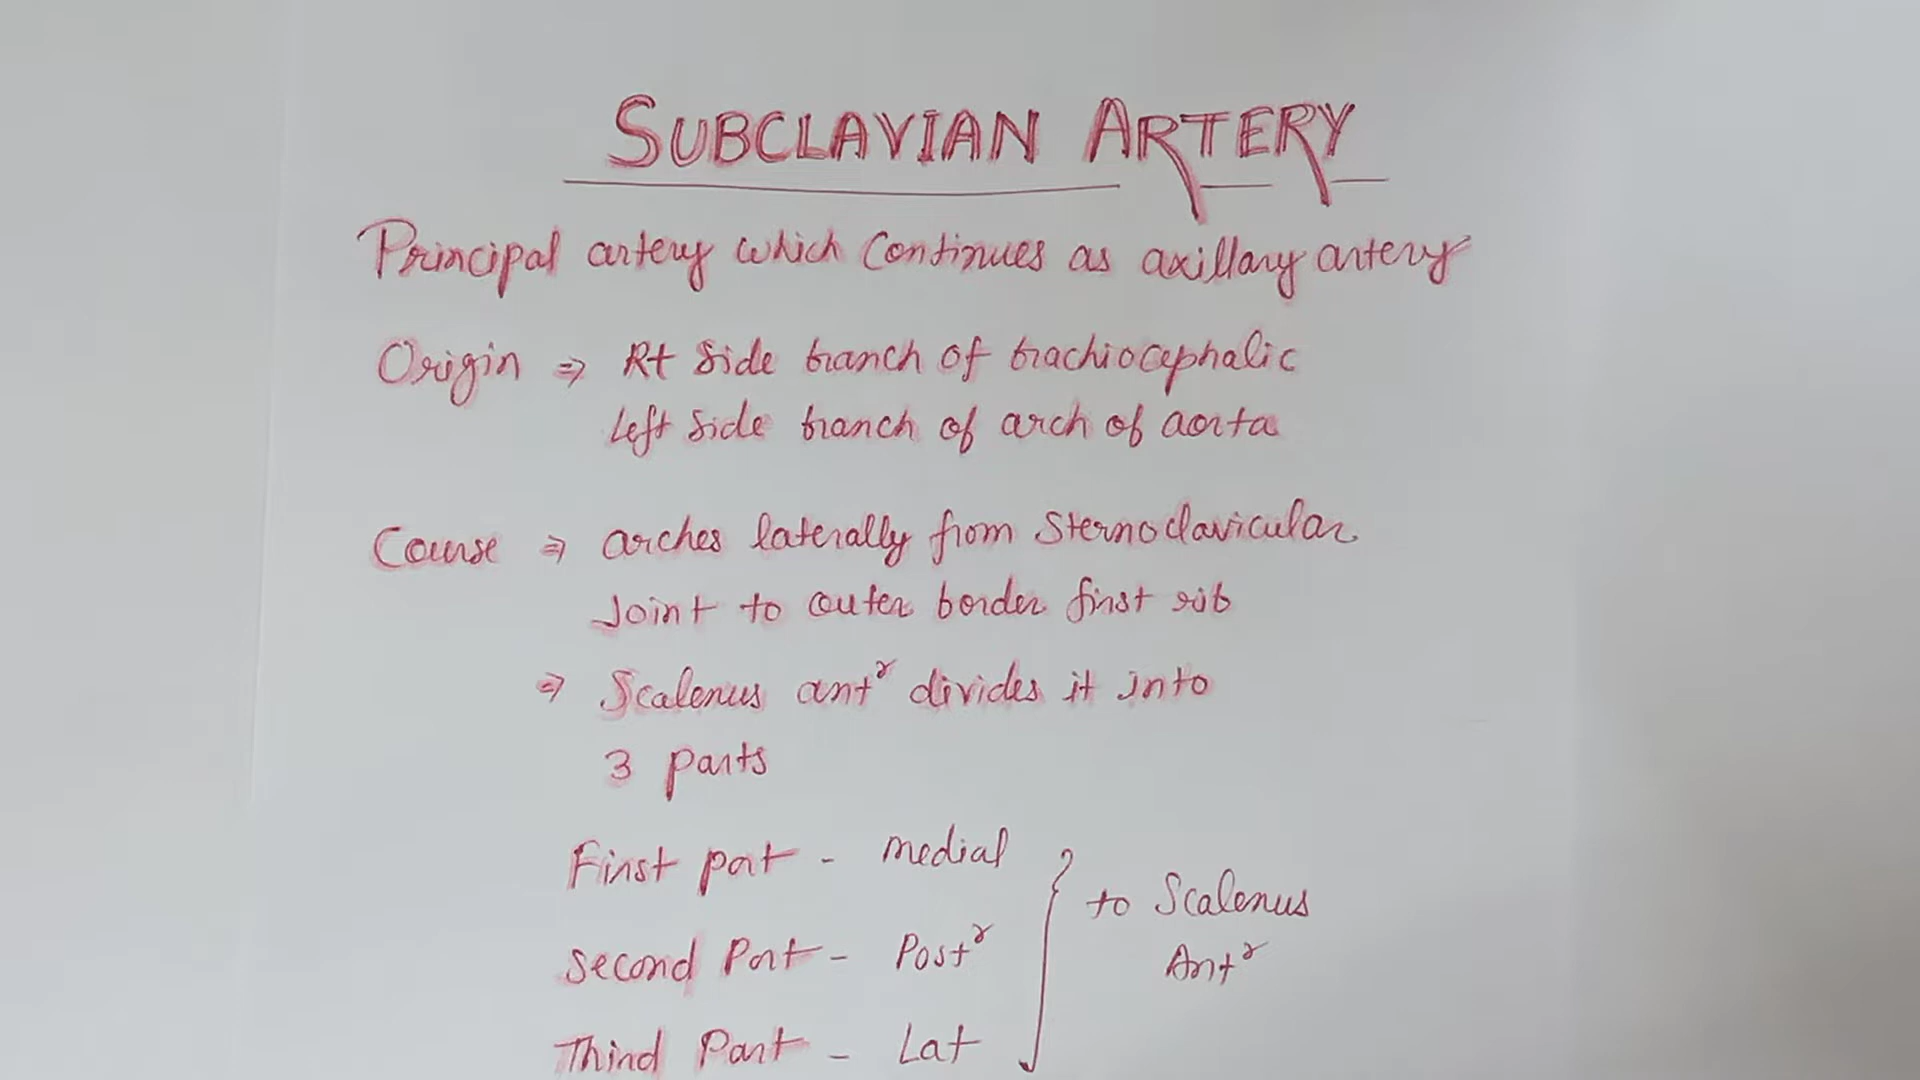 SUBCLAVIAN ARTERY
Principal artery which continues as axillary artery
Origin ⇒ Rt side branch of brachiocephalic
Left side branch of arch of aorta
Course ⇒ arches laterally from Sternoclavicular
Joint to outer border first rib
⇒ Scalenus antʳ divides it into
3 parts
First part - medial
Second Part - Postʳ
Third Part - Lat
} to Scalenus
Antʳ